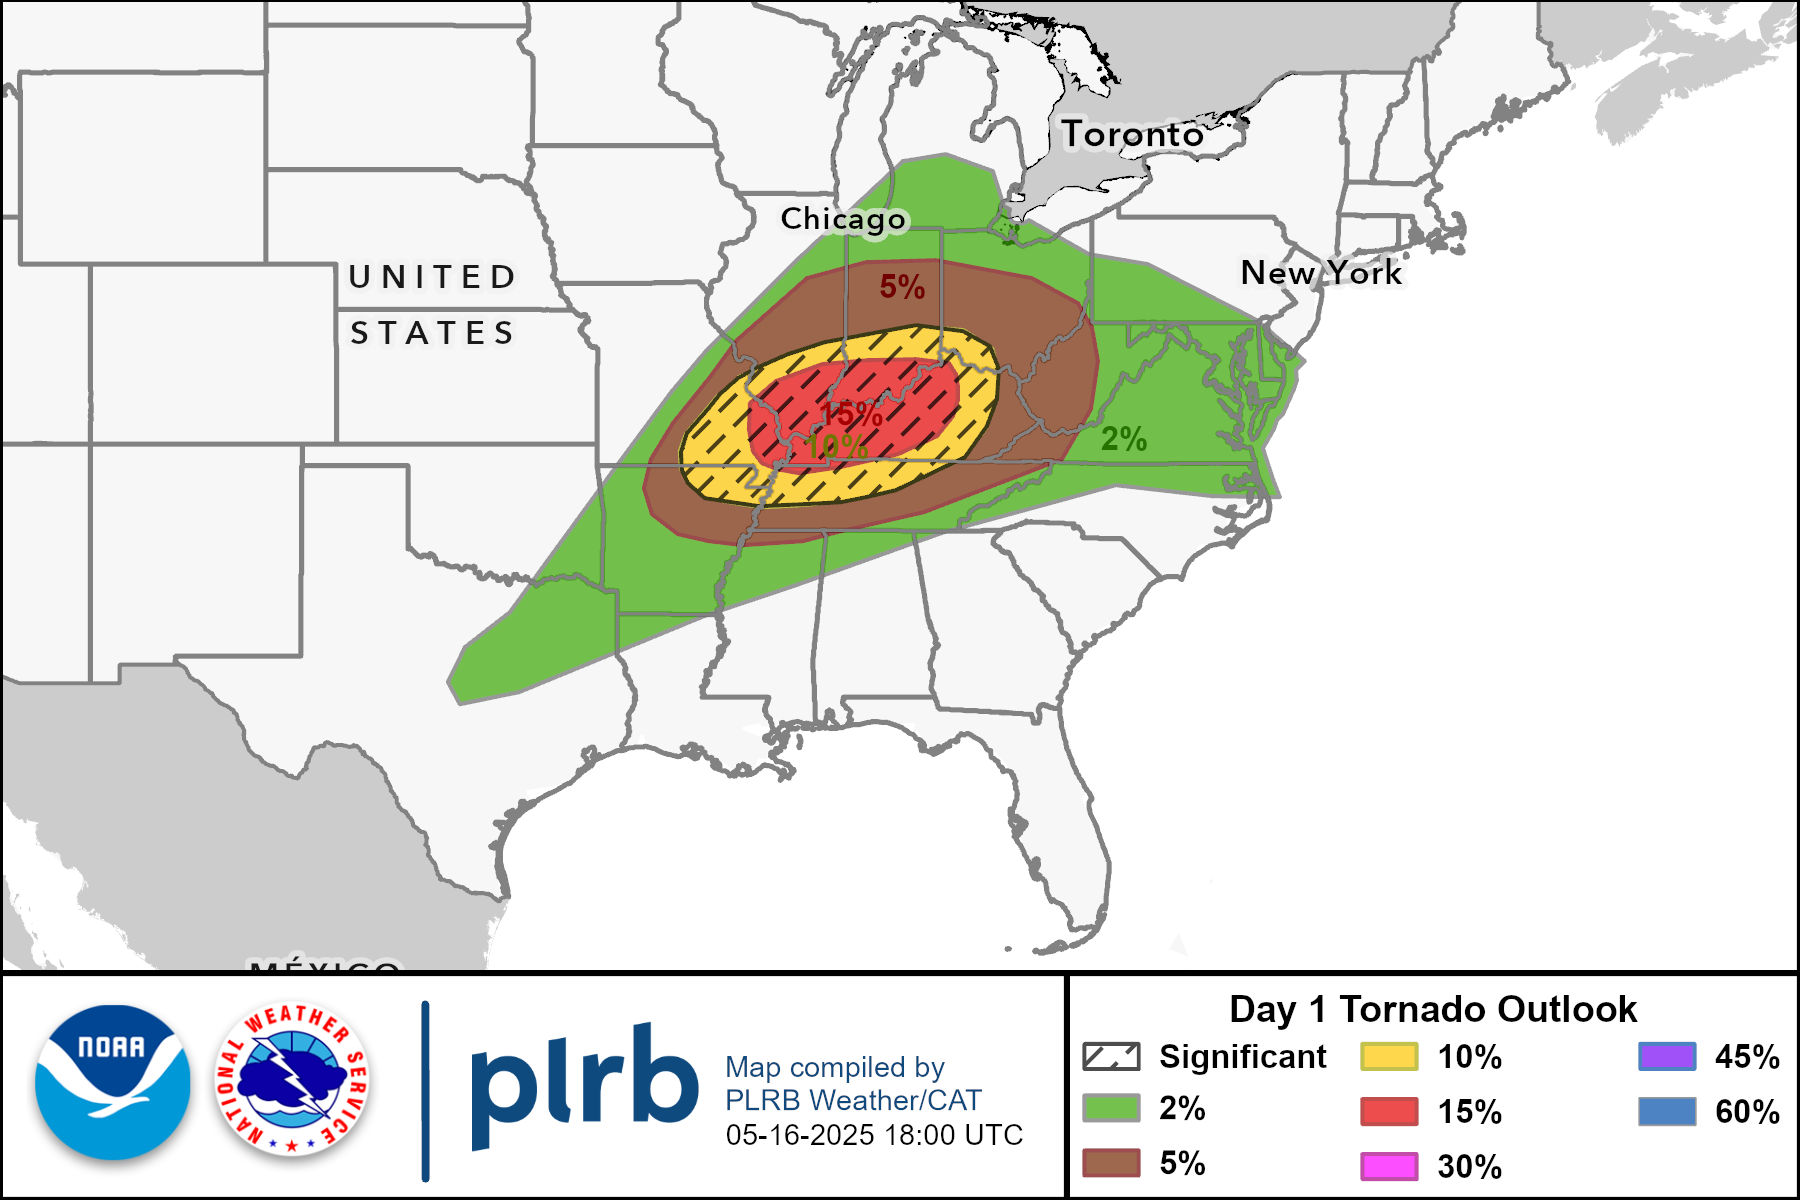 Toronto
Chicago
New York
UNITED
STATES
5%
15%
10%
2%
MÉXICO
NOAA
NATIONAL WEATHER SERVICE
plrb
Map compiled by
PLRB Weather/CAT
05-16-2025 18:00 UTC
Day 1 Tornado Outlook
Significant
2%
5%
10%
15%
30%
45%
60%